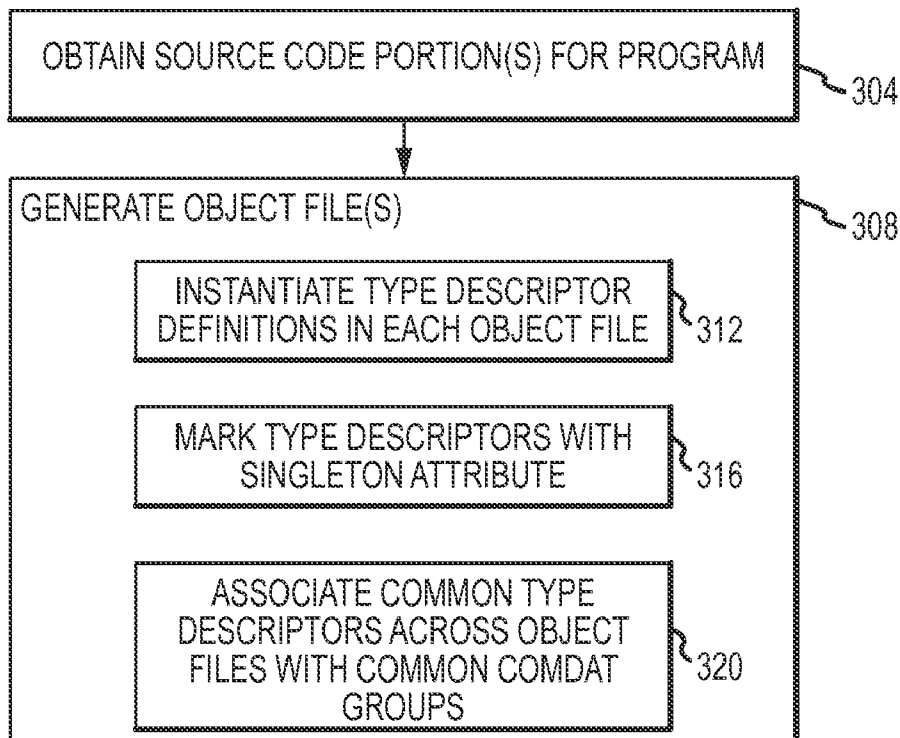 OBTAIN SOURCE CODE PORTION(S) FOR PROGRAM
304
GENERATE OBJECT FILE(S)
308
INSTANTIATE TYPE DESCRIPTOR
DEFINITIONS IN EACH OBJECT FILE
312
MARK TYPE DESCRIPTORS WITH
SINGLETON ATTRIBUTE
316
ASSOCIATE COMMON TYPE
DESCRIPTORS ACROSS OBJECT
FILES WITH COMMON COMDAT
GROUPS
320